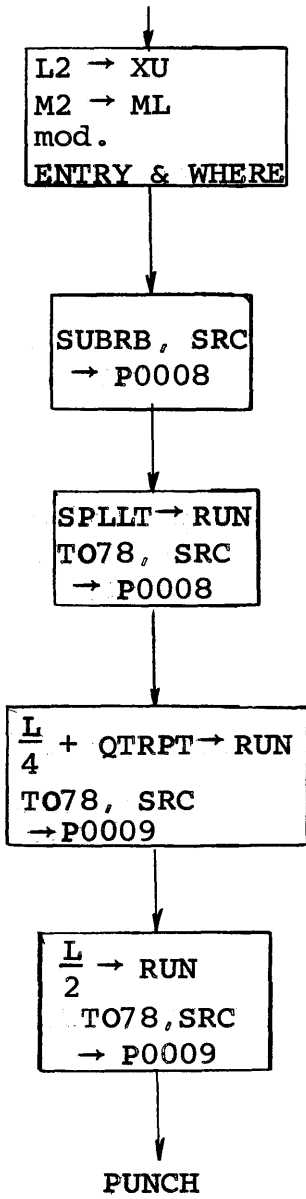 L2 → XU
M2 → ML
mod.
ENTRY & WHERE
SUBRB, SRC
→ P0008
SPLLT → RUN
TO78, SRC
→ P0008
L/4 + QTRPT → RUN
TO78, SRC
→ P0009
L/2 → RUN
TO78,SRC
→ P0009
PUNCH